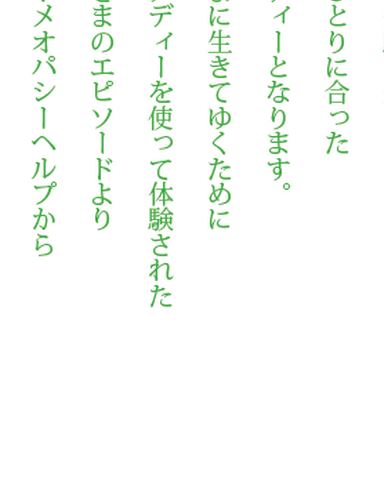 とりに合った
ィーとなります。
に生きてゆくために
ディーを使って体験された
まのエピソードより
メオパシーヘルプから